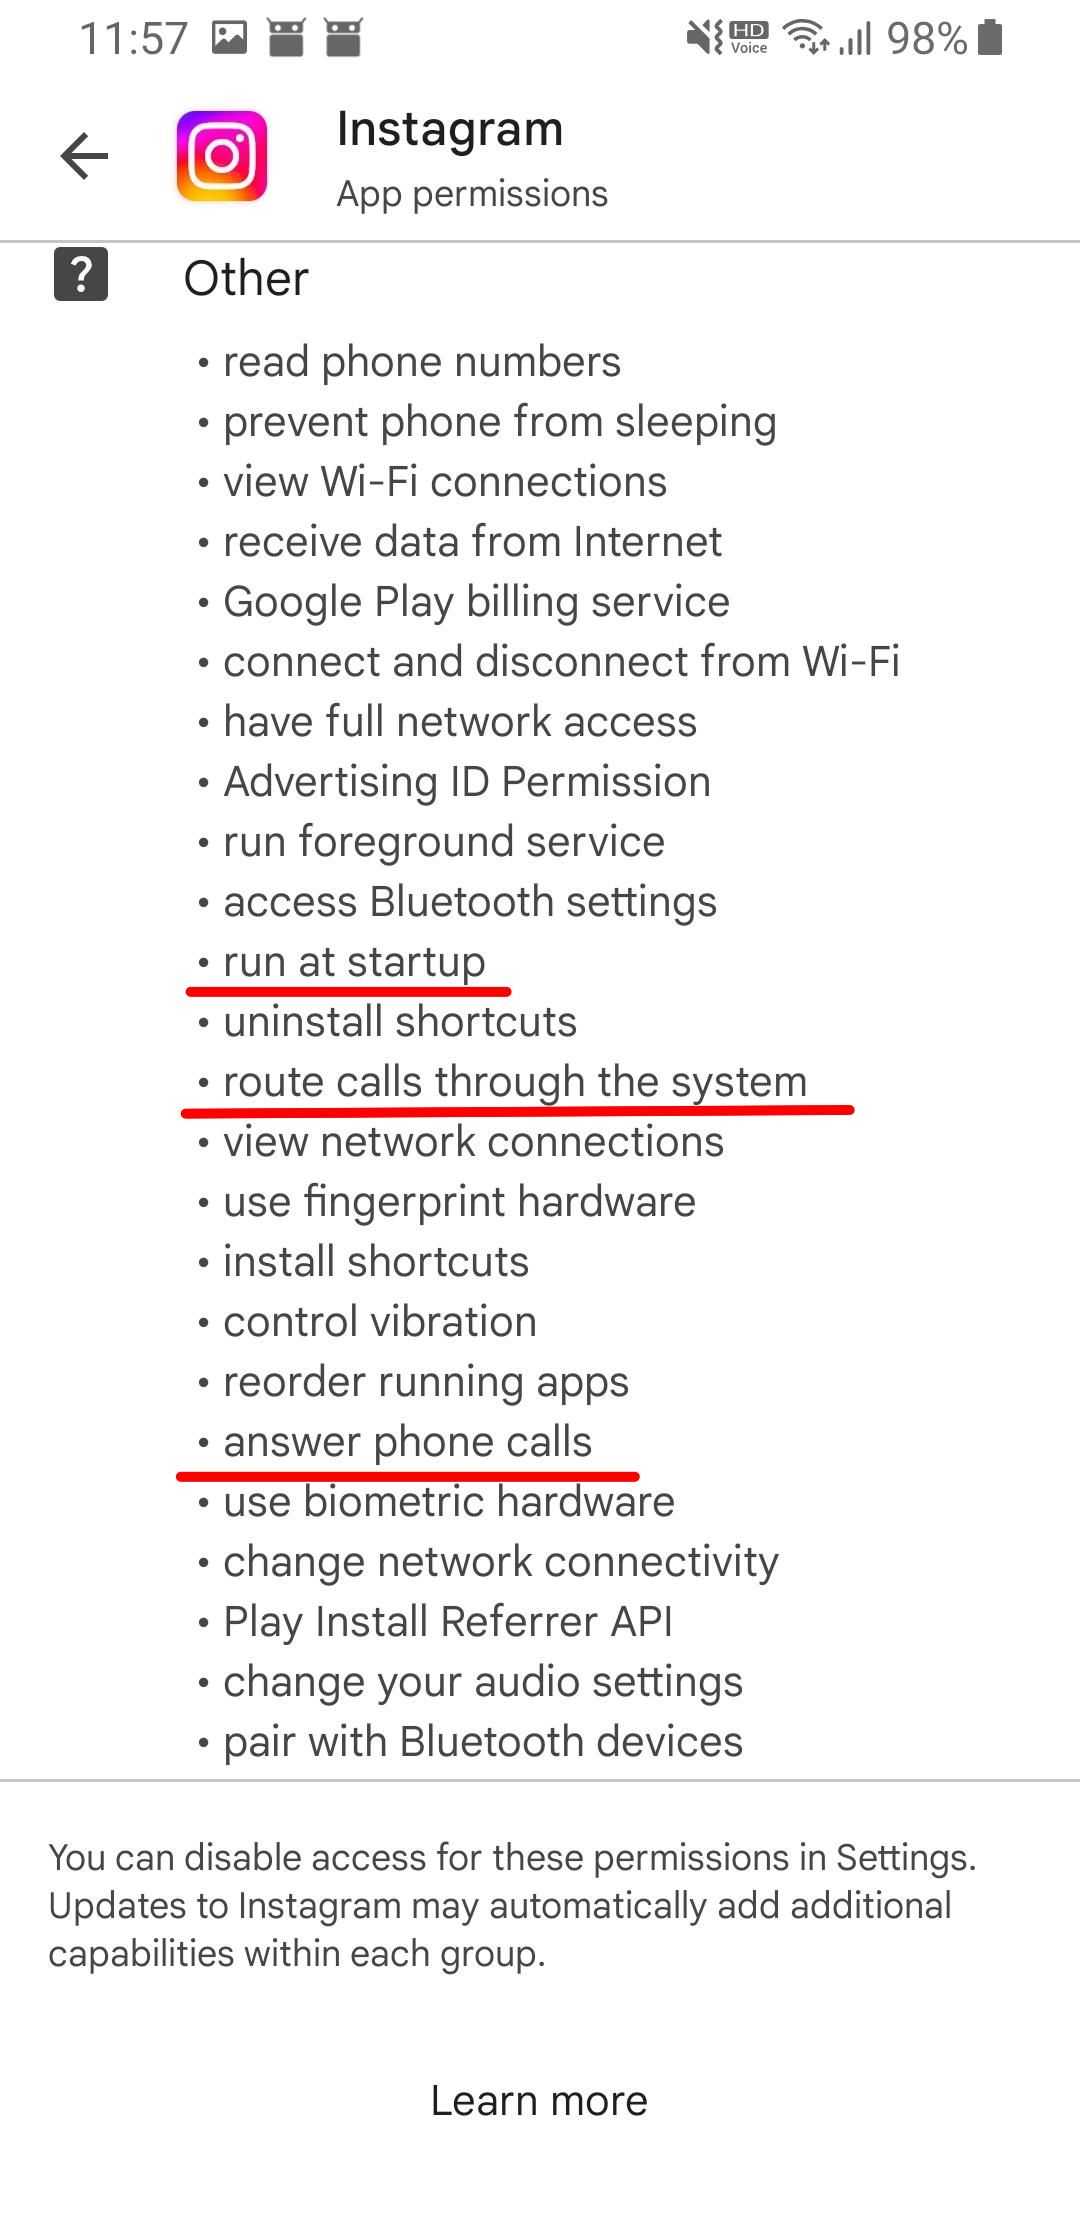 11:57 HD Voice 98%
Instagram
App permissions
? Other
• read phone numbers
• prevent phone from sleeping
• view Wi-Fi connections
• receive data from Internet
• Google Play billing service
• connect and disconnect from Wi-Fi
• have full network access
• Advertising ID Permission
• run foreground service
• access Bluetooth settings
• run at startup
• uninstall shortcuts
• route calls through the system
• view network connections
• use fingerprint hardware
• install shortcuts
• control vibration
• reorder running apps
• answer phone calls
• use biometric hardware
• change network connectivity
• Play Install Referrer API
• change your audio settings
• pair with Bluetooth devices
You can disable access for these permissions in Settings.
Updates to Instagram may automatically add additional
capabilities within each group.
Learn more